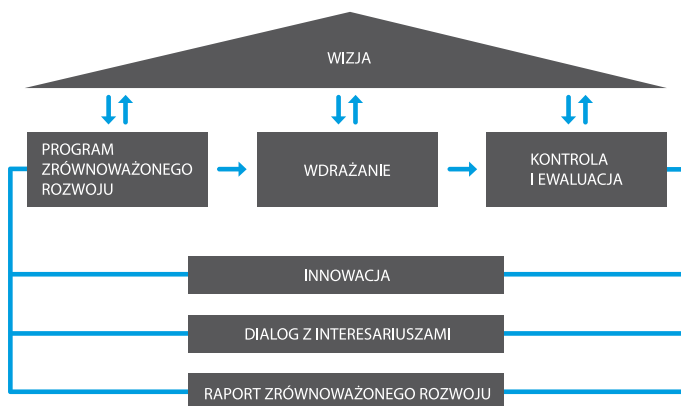 WIZJA
PROGRAM
ZRÓWNOWAŻONEGO
ROZWOJU
WDRAŻANIE
KONTROLA
I EWALUACJA
INNOWACJA
DIALOG Z INTERESARIUSZAMI
RAPORT ZRÓWNOWAŻONEGO ROZWOJU